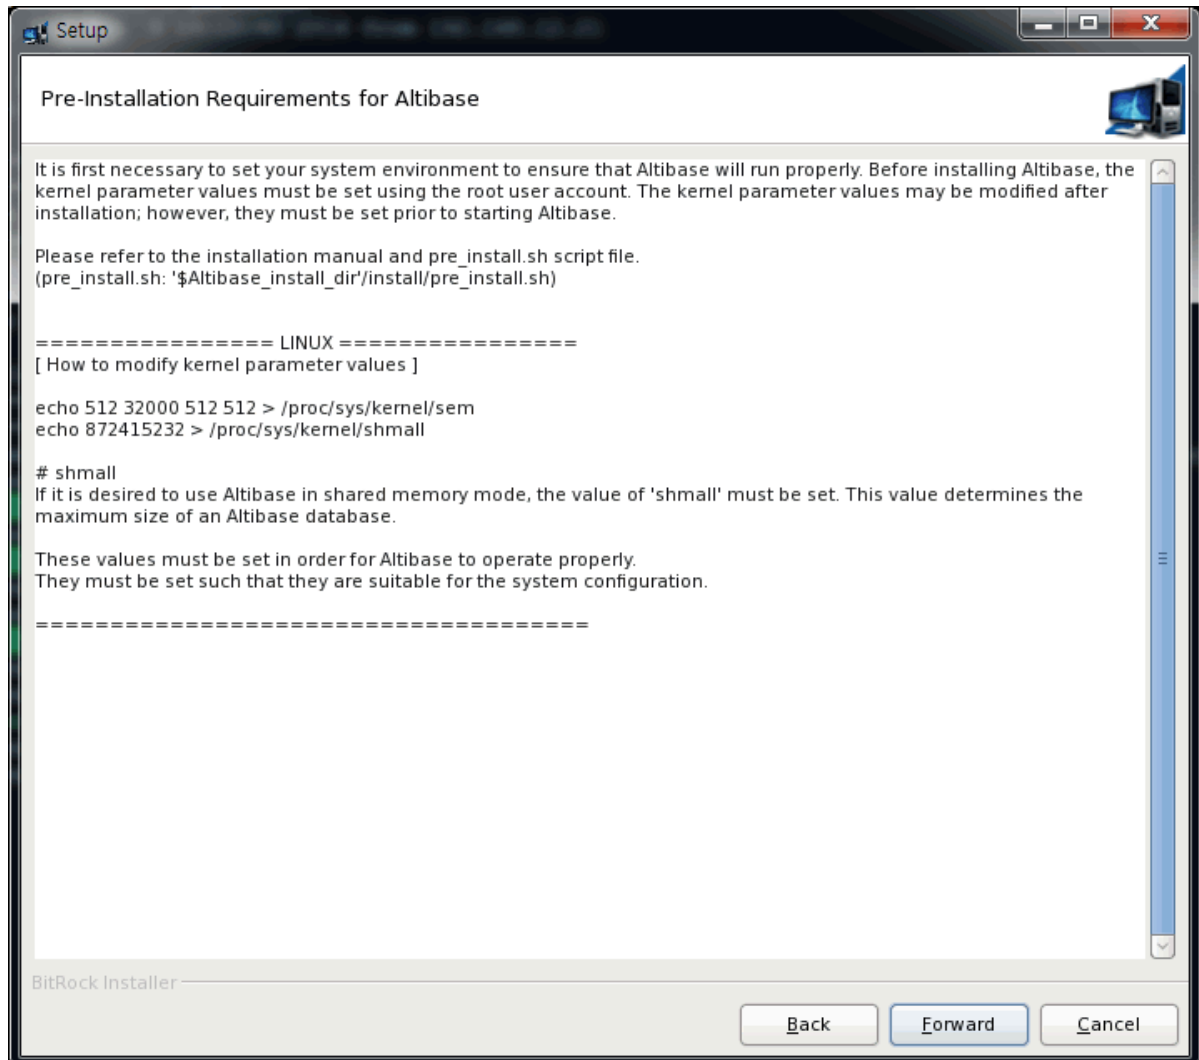 Setup
Pre-Installation Requirements for Altibase
It is first necessary to set your system environment to ensure that Altibase will run properly. Before installing Altibase, the
kernel parameter values must be set using the root user account. The kernel parameter values may be modified after
installation; however, they must be set prior to starting Altibase.
Please refer to the installation manual and pre_install.sh script file.
(pre_install.sh: '$Altibase_install_dir'/install/pre_install.sh)
================ LINUX ================
[ How to modify kernel parameter values ]
echo 512 32000 512 512 > /proc/sys/kernel/sem
echo 872415232 > /proc/sys/kernel/shmall
# shmall
If it is desired to use Altibase in shared memory mode, the value of 'shmall' must be set. This value determines the
maximum size of an Altibase database.
These values must be set in order for Altibase to operate properly.
They must be set such that they are suitable for the system configuration.
=====================================
BitRock Installer
Back
Forward
Cancel